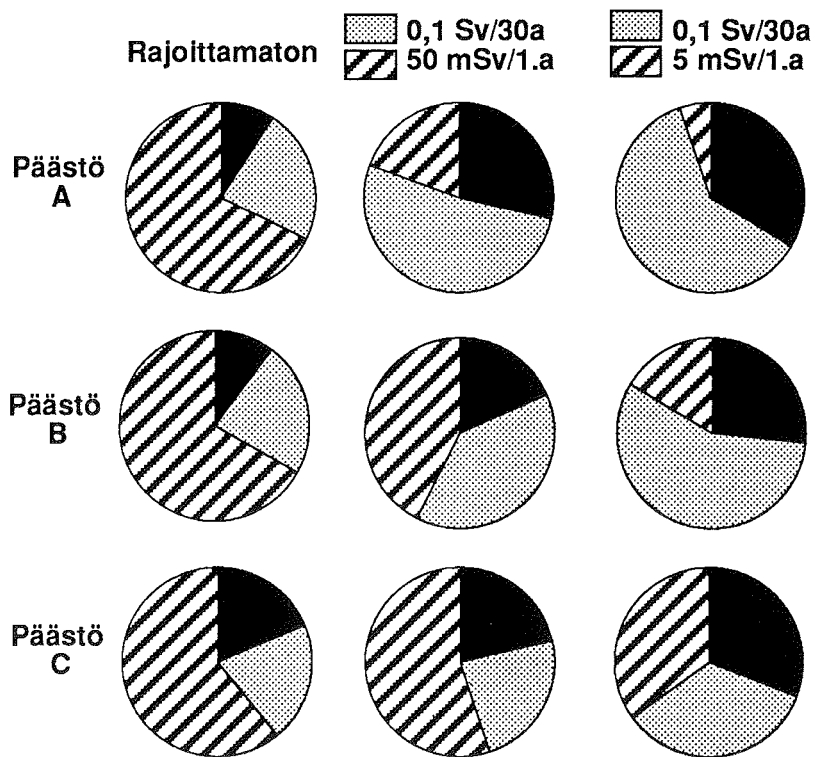 Rajoittamaton
0,1 Sv/30a
50 mSv/1.a
0,1 Sv/30a
5 mSv/1.a
Päästö
A
Päästö
B
Päästö
C